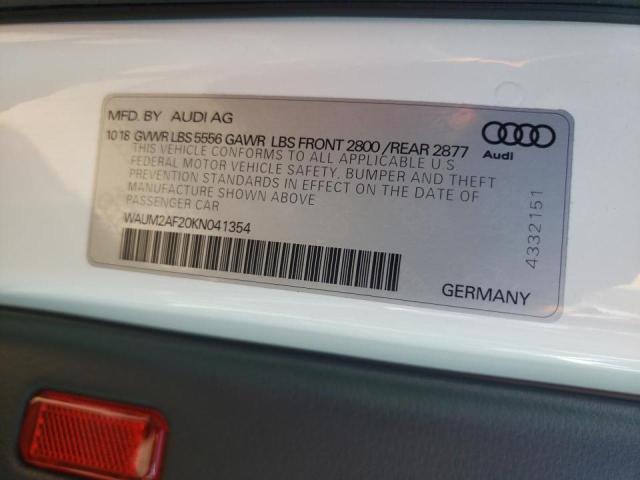 MFD. BY AUDI AG
10 18 GVWR LBS 5556 GAWR LBS FRONT 2800 /REAR 2877
THIS VEHICLE CONFORMS TO ALL APPLICABLE U.S
FEDERAL MOTOR VEHICLE SAFETY, BUMPER AND THEFT
PREVENTION STANDARDS IN EFFECT ON THE DATE OF
MANUFACTURE SHOWN ABOVE
PASSENGER CAR
WAUM2AF20KN041354
Audi
4332151
GERMANY